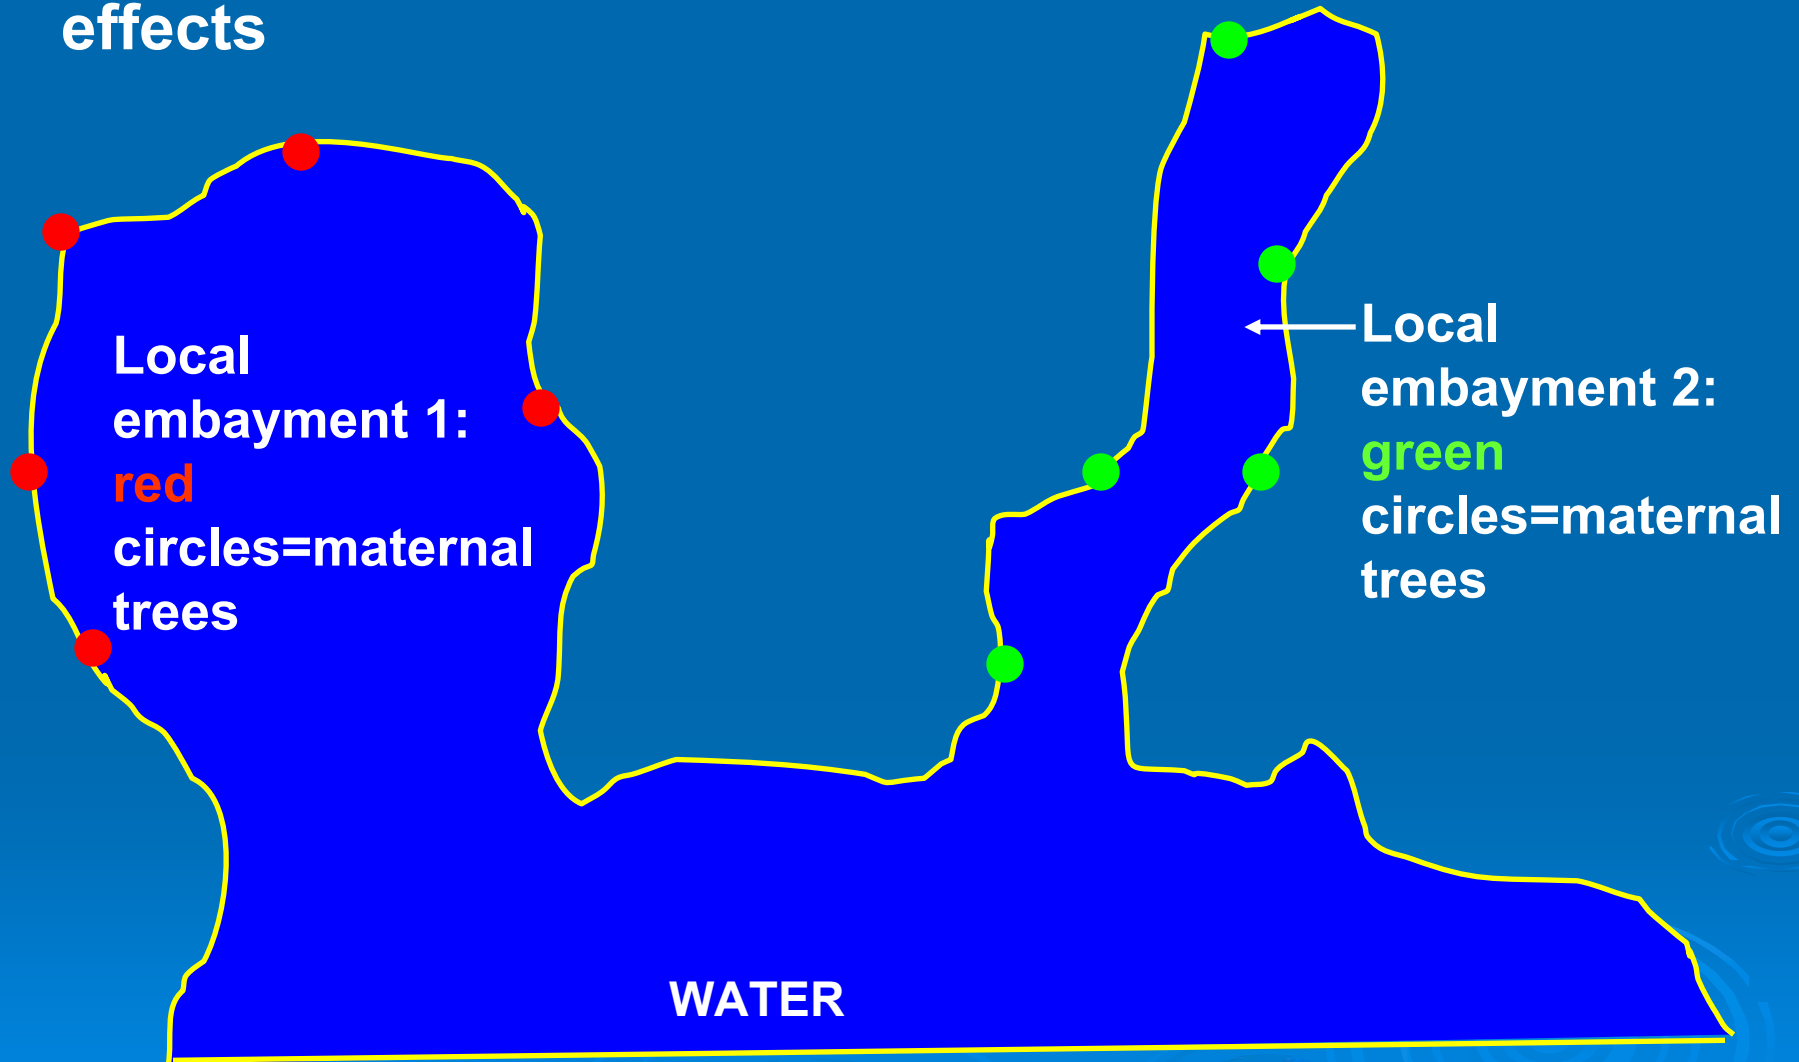 effects
Local
embayment 1:
red
circles=maternal
trees
Local
embayment 2:
green
circles=maternal
trees
WATER